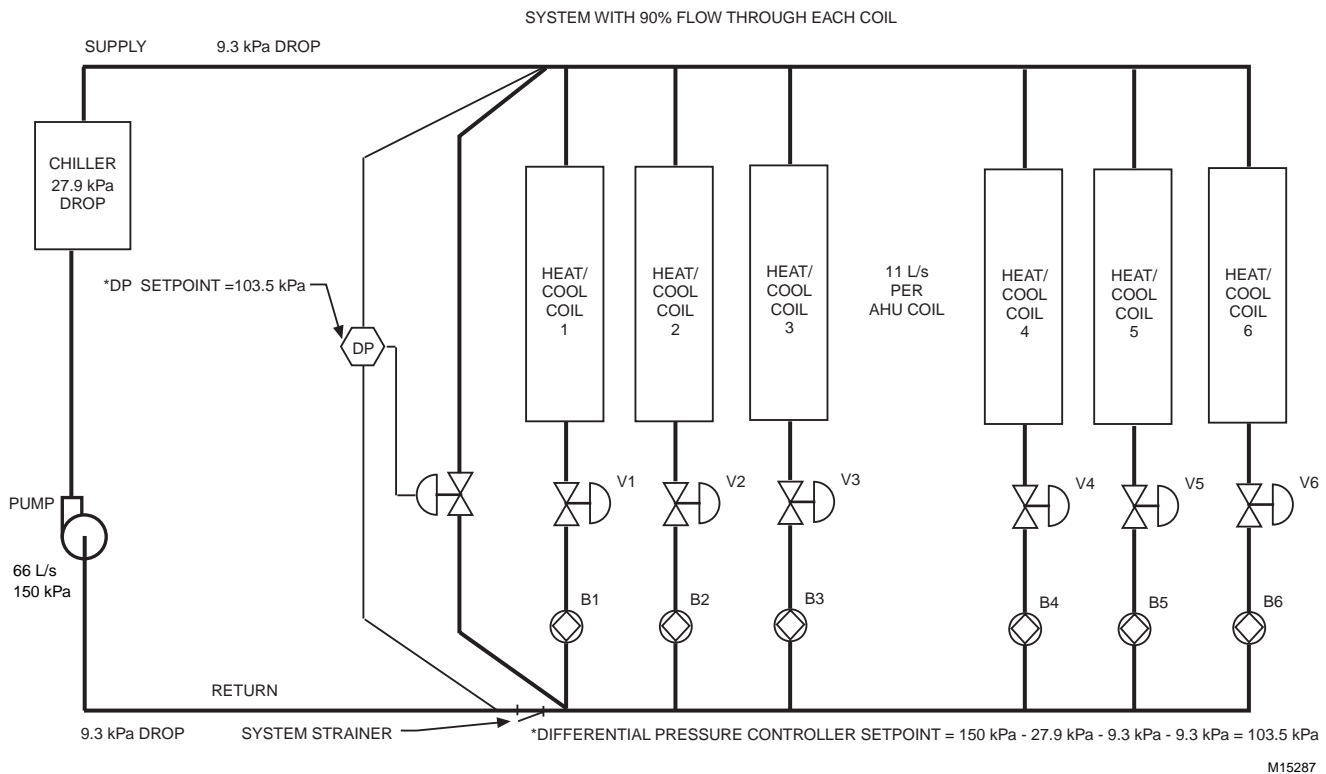 SYSTEM WITH 90% FLOW THROUGH EACH COIL
SUPPLY
9.3 kPa DROP
CHILLER
27.9 kPa
DROP
*DP SETPOINT =103.5 kPa
DP
HEAT/
COOL
COIL
1
HEAT/
COOL
COIL
2
HEAT/
COOL
COIL
3
11 L/s
PER
AHU COIL
HEAT/
COOL
COIL
4
HEAT/
COOL
COIL
5
HEAT/
COOL
COIL
6
V1
V2
V3
V4
V5
V6
PUMP
66 L/s
150 kPa
B1
B2
B3
B4
B5
B6
RETURN
9.3 kPa DROP
SYSTEM STRAINER
*DIFFERENTIAL PRESSURE CONTROLLER SETPOINT = 150 kPa - 27.9 kPa - 9.3 kPa - 9.3 kPa = 103.5 kPa
M15287